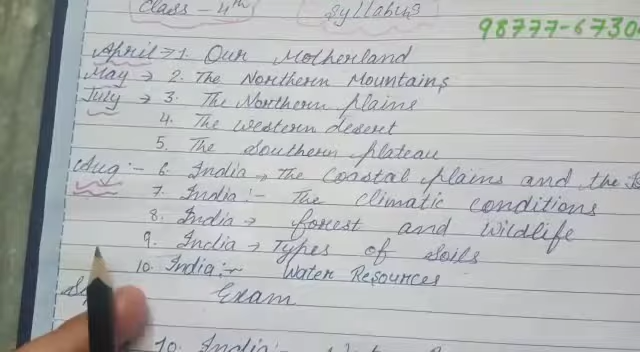 Class - 4th Syllabus
98777-6730
April → 1. Our Motherland
May → 2. The Northern Mountains
July → 3. The Northern plains
4. The western desert
5. The Southern plateau
Aug :- 6. India → The Coastal plains and the
7. India :- The climatic conditions
8. India → forest and wildlife
9. India → Types of Soils
10. India :- Water Resources
Exam
10. India :-